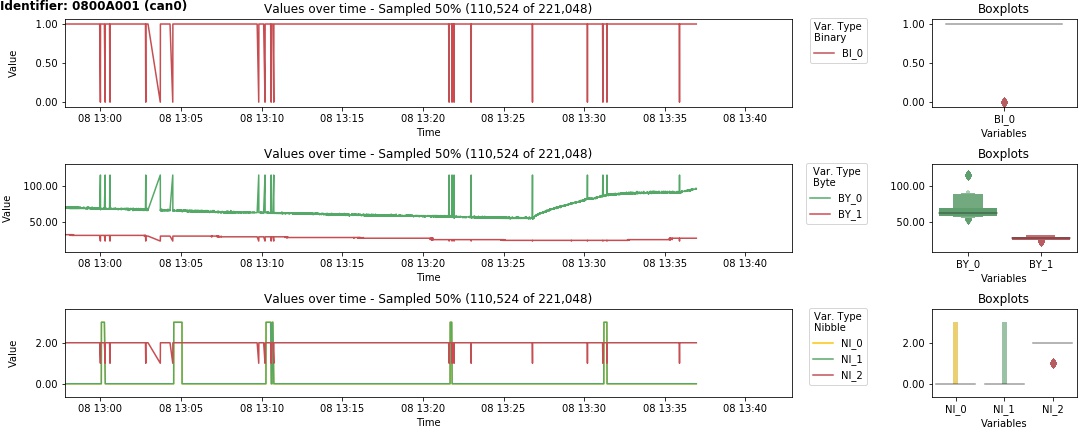 Identifier: 0800A001 (can0)
Values over time - Sampled 50% (110,524 of 221,048)
Boxplots
Value
1.00
0.50
0.00
08 13:00 08 13:05 08 13:10 08 13:15 08 13:20 08 13:25 08 13:30 08 13:35 08 13:40
Time
Var. Type
Binary
BI_0
1.00
0.50
0.00
BI_0
Variables
Values over time - Sampled 50% (110,524 of 221,048)
Boxplots
Value
100.00
50.00
08 13:00 08 13:05 08 13:10 08 13:15 08 13:20 08 13:25 08 13:30 08 13:35 08 13:40
Time
Var. Type
Byte
BY_0
BY_1
100.00
50.00
BY_0 BY_1
Variables
Values over time - Sampled 50% (110,524 of 221,048)
Boxplots
Value
2.00
0.00
08 13:00 08 13:05 08 13:10 08 13:15 08 13:20 08 13:25 08 13:30 08 13:35 08 13:40
Time
Var. Type
Nibble
NI_0
NI_1
NI_2
2.00
0.00
NI_0 NI_1 NI_2
Variables